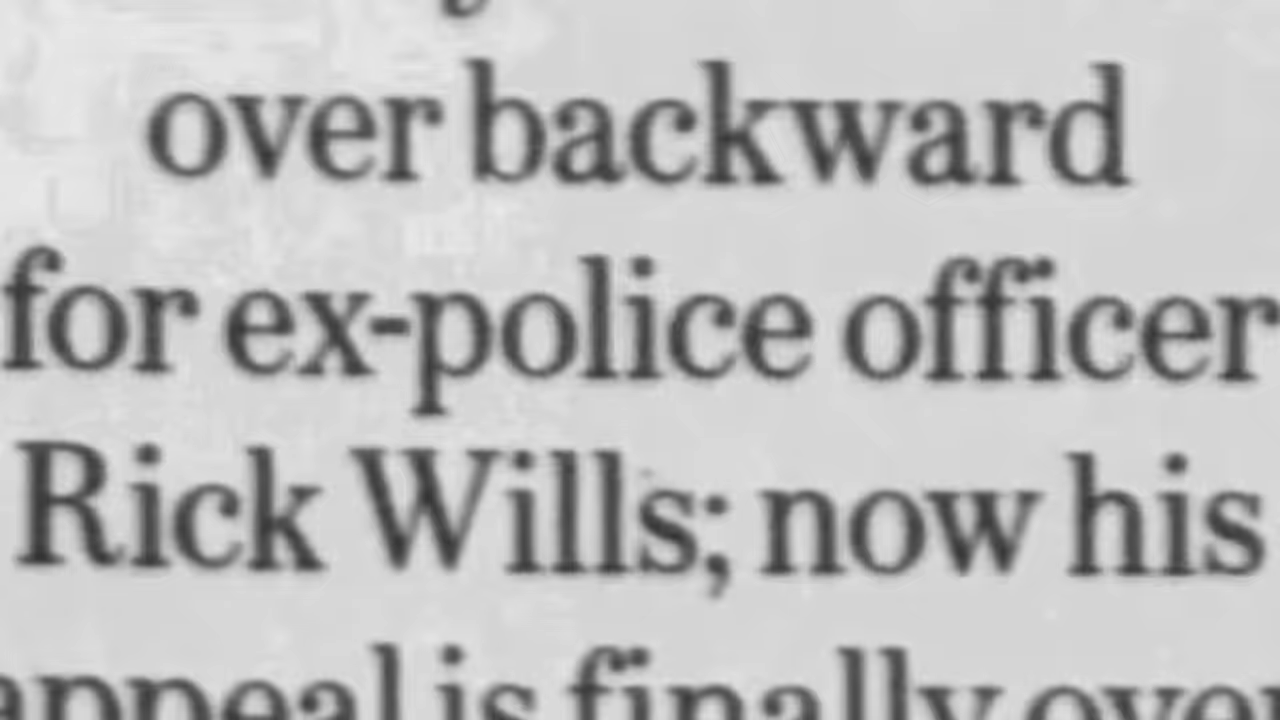 over backward
for ex-police officer
Rick Wills; now his
appeal is finally over